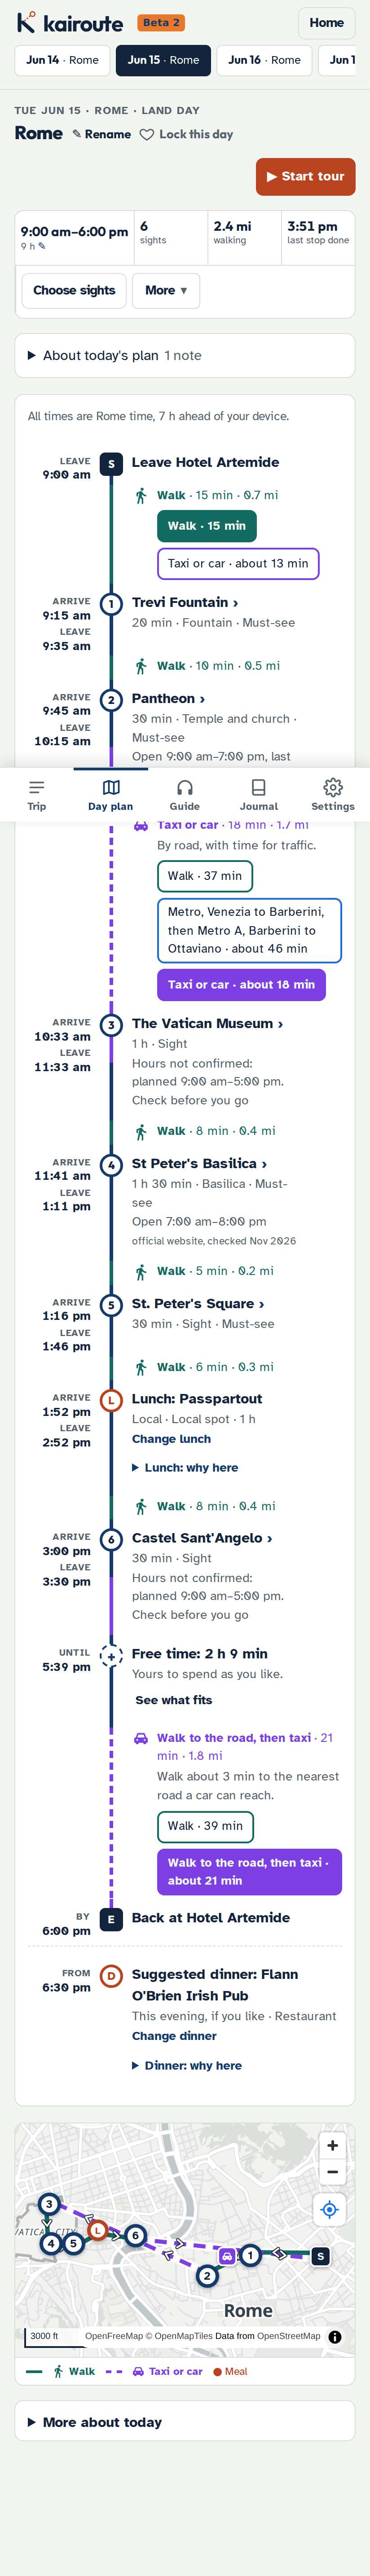 kairoute
Beta 2
Home
Jun 14 · Rome
Jun 15 · Rome
Jun 16 · Rome
Jun 1
TUE JUN 15 · ROME · LAND DAY
Rome
✎ Rename
Lock this day
▶ Start tour
9:00 am–6:00 pm
9 h ✎
6
sights
2.4 mi
walking
3:51 pm
last stop done
Choose sights
More ▾
▶ About today's plan 1 note
All times are Rome time, 7 h ahead of your device.
LEAVE
9:00 am
S
Leave Hotel Artemide
Walk · 15 min · 0.7 mi
Walk · 15 min
Taxi or car · about 13 min
ARRIVE
9:15 am
LEAVE
9:35 am
1
Trevi Fountain ›
20 min · Fountain · Must-see
Walk · 10 min · 0.5 mi
ARRIVE
9:45 am
LEAVE
10:15 am
2
Pantheon ›
30 min · Temple and church ·
Must-see
Open 9:00 am–7:00 pm, last
Trip
Day plan
Guide
Journal
Settings
Taxi or car · 18 min · 1.7 mi
By road, with time for traffic.
Walk · 37 min
Metro, Venezia to Barberini,
then Metro A, Barberini to
Ottaviano · about 46 min
Taxi or car · about 18 min
ARRIVE
10:33 am
LEAVE
11:33 am
3
The Vatican Museum ›
1 h · Sight
Hours not confirmed:
planned 9:00 am–5:00 pm.
Check before you go
Walk · 8 min · 0.4 mi
ARRIVE
11:41 am
LEAVE
1:11 pm
4
St Peter's Basilica ›
1 h 30 min · Basilica · Must-
see
Open 7:00 am–8:00 pm
official website, checked Nov 2026
Walk · 5 min · 0.2 mi
ARRIVE
1:16 pm
LEAVE
1:46 pm
5
St. Peter's Square ›
30 min · Sight · Must-see
Walk · 6 min · 0.3 mi
ARRIVE
1:52 pm
LEAVE
2:52 pm
L
Lunch: Passpartout
Local · Local spot · 1 h
Change lunch
▶ Lunch: why here
Walk · 8 min · 0.4 mi
ARRIVE
3:00 pm
LEAVE
3:30 pm
6
Castel Sant'Angelo ›
30 min · Sight
Hours not confirmed:
planned 9:00 am–5:00 pm.
Check before you go
UNTIL
5:39 pm
+
Free time: 2 h 9 min
Yours to spend as you like.
See what fits
Walk to the road, then taxi · 21
min · 1.8 mi
Walk about 3 min to the nearest
road a car can reach.
Walk · 39 min
Walk to the road, then taxi ·
about 21 min
BY
6:00 pm
E
Back at Hotel Artemide
FROM
6:30 pm
D
Suggested dinner: Flann
O'Brien Irish Pub
This evening, if you like · Restaurant
Change dinner
▶ Dinner: why here
+
−
3
VATICAN CITY
4
5
L
6
2
1
S
Rome
3000 ft
OpenFreeMap © OpenMapTiles Data from OpenStreetMap
Walk
Taxi or car
Meal
▶ More about today